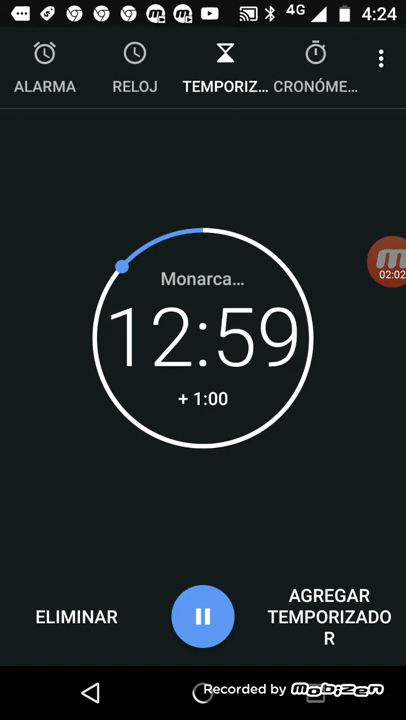 4G 4:24
ALARMA RELOJ TEMPORIZ... CRONÓME...
Monarca...
02:02
12:59
+ 1:00
ELIMINAR
AGREGAR
TEMPORIZADO
R
Recorded by Mobizen